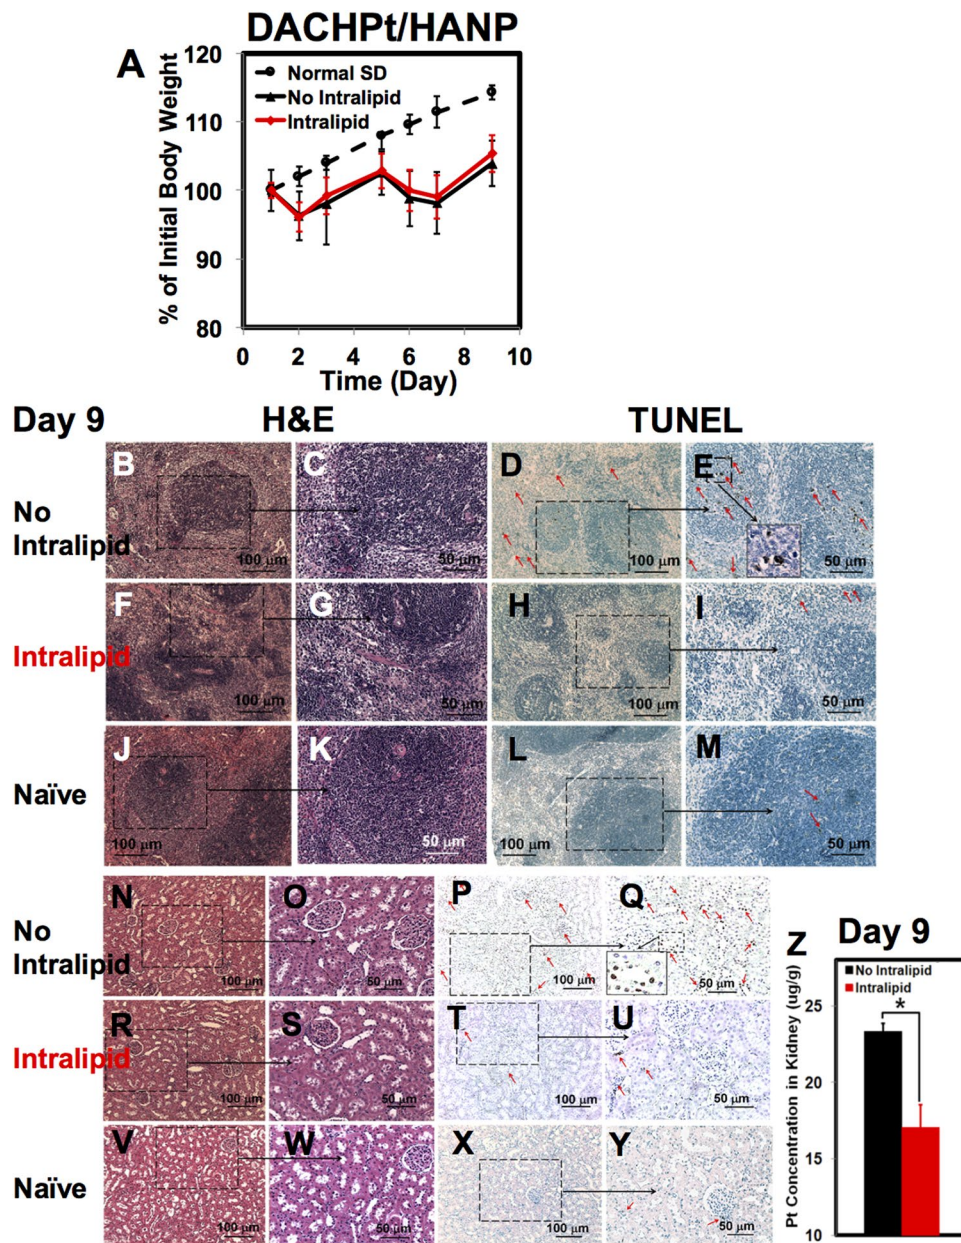 DACHPt/HANP
A
% of Initial Body Weight
120
110
100
90
80
Normal SD
No Intralipid
Intralipid
0 2 4 6 8 10
Time (Day)
Day 9 H&E TUNEL
No
Intralipid
B 100 μm
C 50 μm
D 100 μm
E 50 μm
Intralipid
F 100 μm
G 50 μm
H 100 μm
I 50 μm
Naïve
J 100 μm
K 50 μm
L 100 μm
M 50 μm
No
Intralipid
N 100 μm
O 50 μm
P 100 μm
Q 50 μm
Intralipid
R 100 μm
S 50 μm
T 100 μm
U 50 μm
Naïve
V 100 μm
W 50 μm
X 100 μm
Y 50 μm
Z Day 9
Pt Concentration in Kidney (ug/g)
No Intralipid
Intralipid
*
25
20
15
10